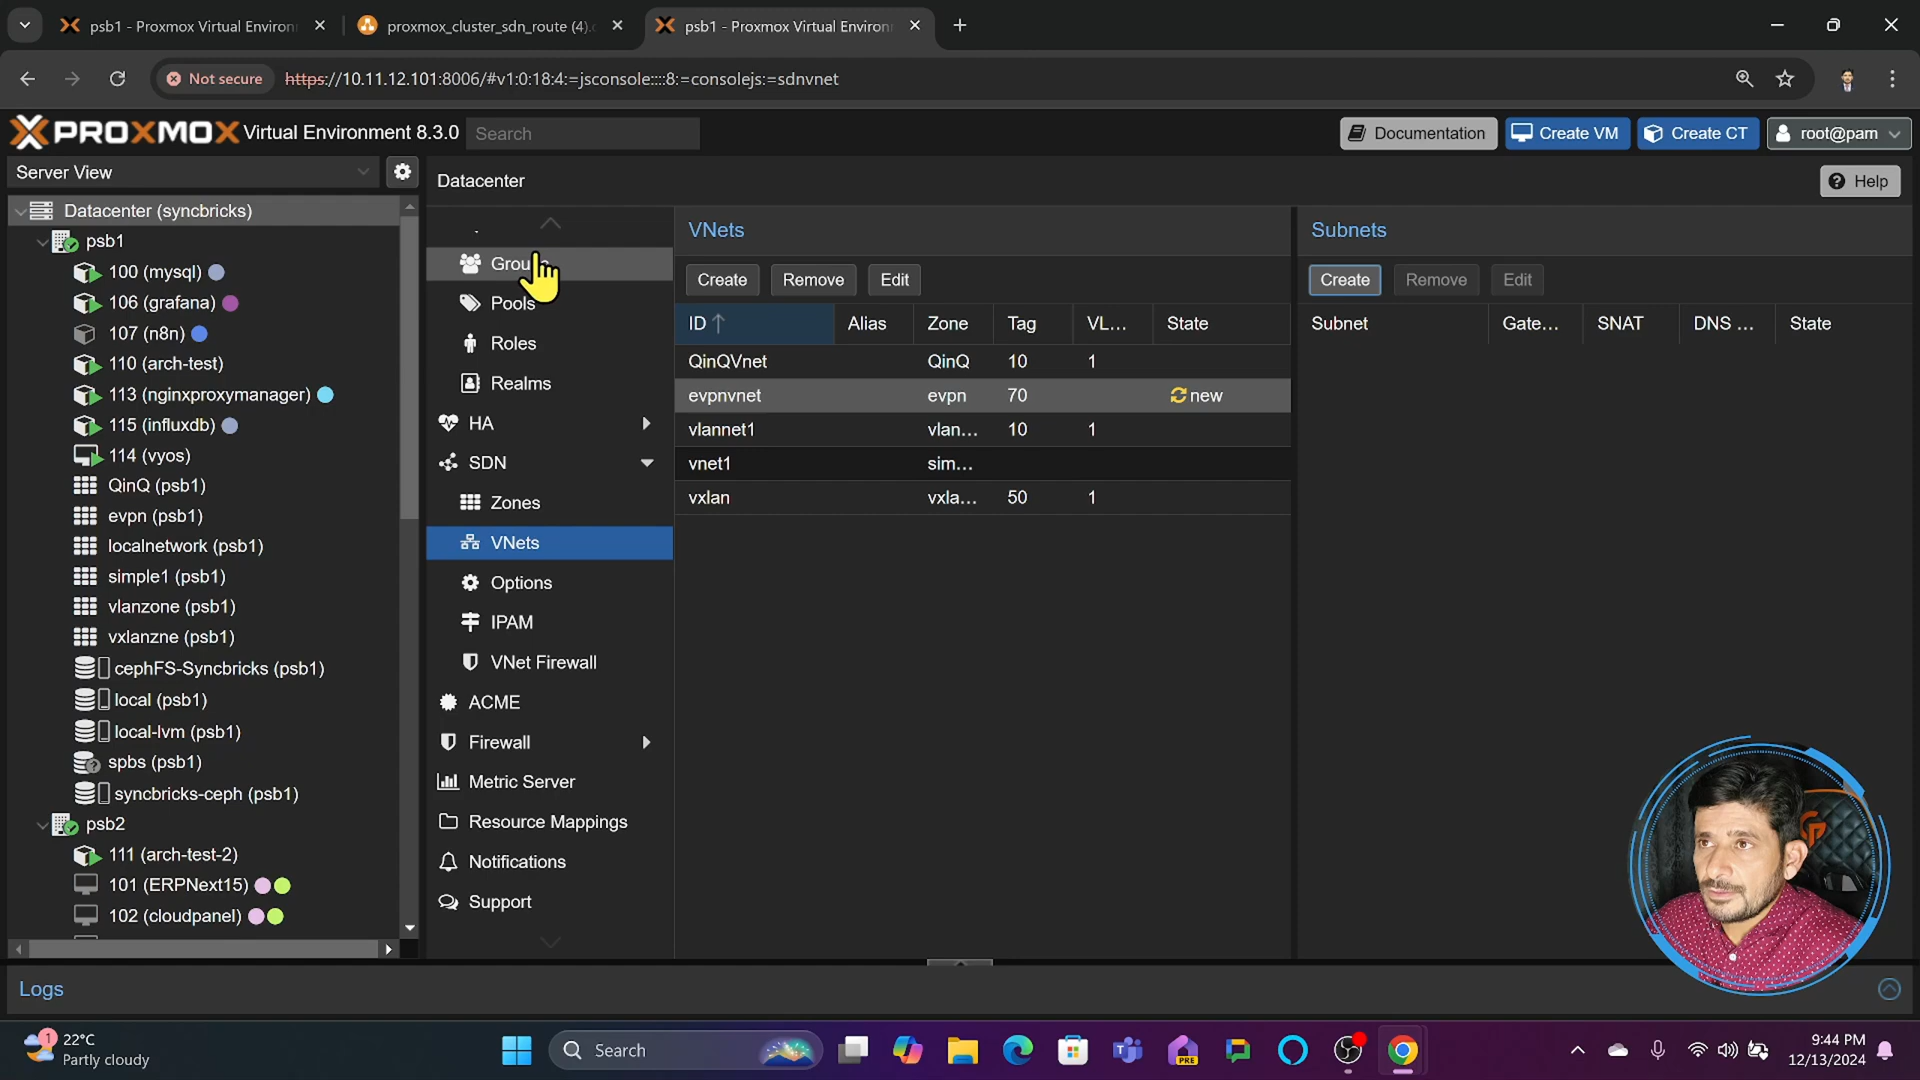 psb1 - Proxmox Virtual Environ
proxmox_cluster_sdn_route (4).
psb1 - Proxmox Virtual Environ
Not secure
https://10.11.12.101:8006/#v1:0:18:4:=jsconsole::::8:=consolejs:=sdnvnet
PROXMOX Virtual Environment 8.3.0
Search
Documentation
Create VM
Create CT
root@pam
Server View
Datacenter
Help
Datacenter (syncbricks)
psb1
100 (mysql)
106 (grafana)
107 (n8n)
110 (arch-test)
113 (nginxproxymanager)
115 (influxdb)
114 (vyos)
QinQ (psb1)
evpn (psb1)
localnetwork (psb1)
simple1 (psb1)
vlanzone (psb1)
vxlanzne (psb1)
cephFS-Syncbricks (psb1)
local (psb1)
local-lvm (psb1)
spbs (psb1)
syncbricks-ceph (psb1)
psb2
111 (arch-test-2)
101 (ERPNext15)
102 (cloudpanel)
Pools
Roles
Realms
HA
SDN
Zones
VNets
Options
IPAM
VNet Firewall
ACME
Firewall
Metric Server
Resource Mappings
Notifications
Support
VNets
Create Remove Edit
ID Alias Zone Tag VL... State
QinQVnet QinQ 10 1
evpnvnet evpn 70 new
vlannet1 vlan... 10 1
vnet1 sim...
vxlan vxla... 50 1
Subnets
Create Remove Edit
Subnet Gate... SNAT DNS ... State
Logs
1
22°C
Partly cloudy
Search
PRE
9:44 PM
12/13/2024